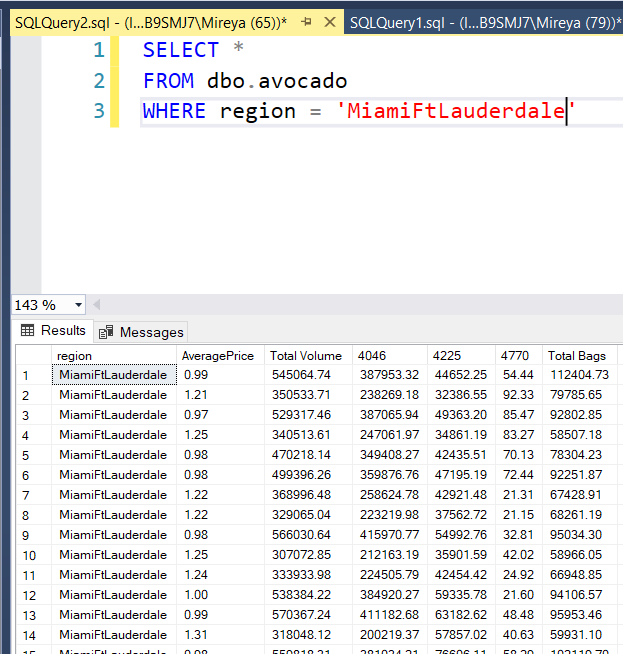 SQLQuery2.sql - (I...B9SMJ7\Mireya (65))* SQLQuery1.sql - (I...B9SMJ7\Mireya (79))*
1 SELECT *
2 FROM dbo.avocado
3 WHERE region = 'MiamiFtLauderdale'
143 %
Results Messages
region AveragePrice Total Volume 4046 4225 4770 Total Bags
1 MiamiFtLauderdale 0.99 545064.74 387953.32 44652.25 54.44 112404.73
2 MiamiFtLauderdale 1.21 350533.71 238269.18 32386.55 92.33 79785.65
3 MiamiFtLauderdale 0.97 529317.46 387065.94 49363.20 85.47 92802.85
4 MiamiFtLauderdale 1.25 340513.61 247061.97 34861.19 83.27 58507.18
5 MiamiFtLauderdale 0.98 470218.14 349408.27 42435.51 70.13 78304.23
6 MiamiFtLauderdale 0.98 499396.26 359876.76 47195.19 72.44 92251.87
7 MiamiFtLauderdale 1.22 368996.48 258624.78 42921.48 21.31 67428.91
8 MiamiFtLauderdale 1.22 329065.04 223219.98 37562.72 21.15 68261.19
9 MiamiFtLauderdale 0.98 566030.64 415970.77 54992.76 32.81 95034.30
10 MiamiFtLauderdale 1.25 307072.85 212163.19 35901.59 42.02 58966.05
11 MiamiFtLauderdale 1.24 333933.98 224505.79 42454.42 24.92 66948.85
12 MiamiFtLauderdale 1.00 538384.22 384920.27 59335.78 21.60 94106.57
13 MiamiFtLauderdale 0.99 570367.24 411182.68 63182.62 48.48 95953.46
14 MiamiFtLauderdale 1.31 318048.12 200219.37 57857.02 40.63 59931.10